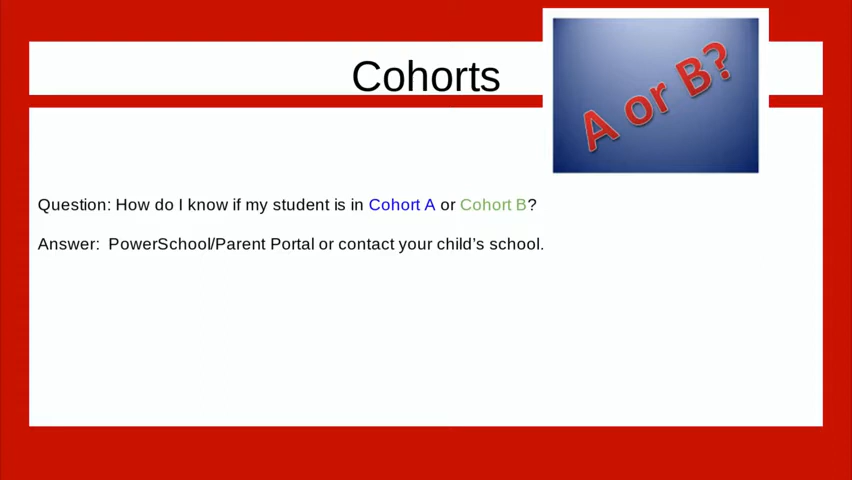 Cohorts
A or B?
Question: How do I know if my student is in Cohort A or Cohort B?
Answer:  PowerSchool/Parent Portal or contact your child’s school.